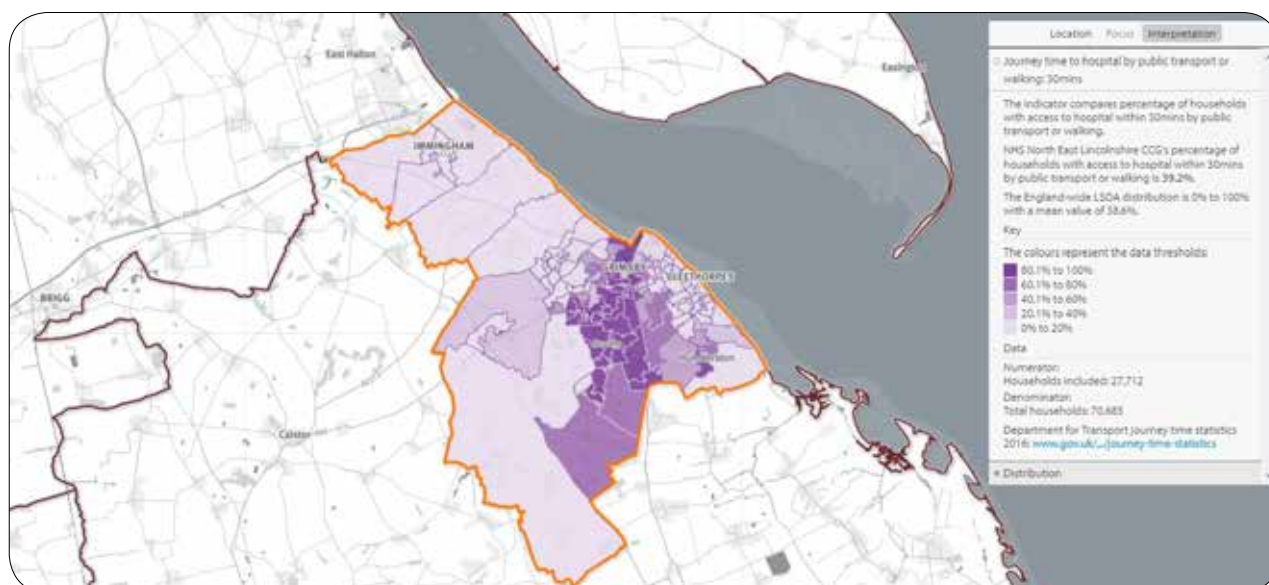 East Halton
Easington
IMMINGHAM
GRIMSBY
CLEETHORPES
BRIGG
Caistor
Location Focus Interpretation
Journey time to hospital by public transport or
walking: 30mins
The indicator compares percentage of households
with access to hospital within 30mins by public
transport or walking.
NHS North East Lincolnshire CCG's percentage of
households with access to hospital within 30mins
by public transport or walking is 39.2%.
The England-wide LSOA distribution is 0% to 100%
with a mean value of 38.6%.
Key
The colours represent the data thresholds:
80.1% to 100%
60.1% to 80%
40.1% to 60%
20.1% to 40%
0% to 20%
Data
Numerator:
Households included: 27,712
Denominator:
Total households: 70,683
Department for Transport Journey time statistics
2016: www.gov.uk/.../journey-time-statistics
Distribution